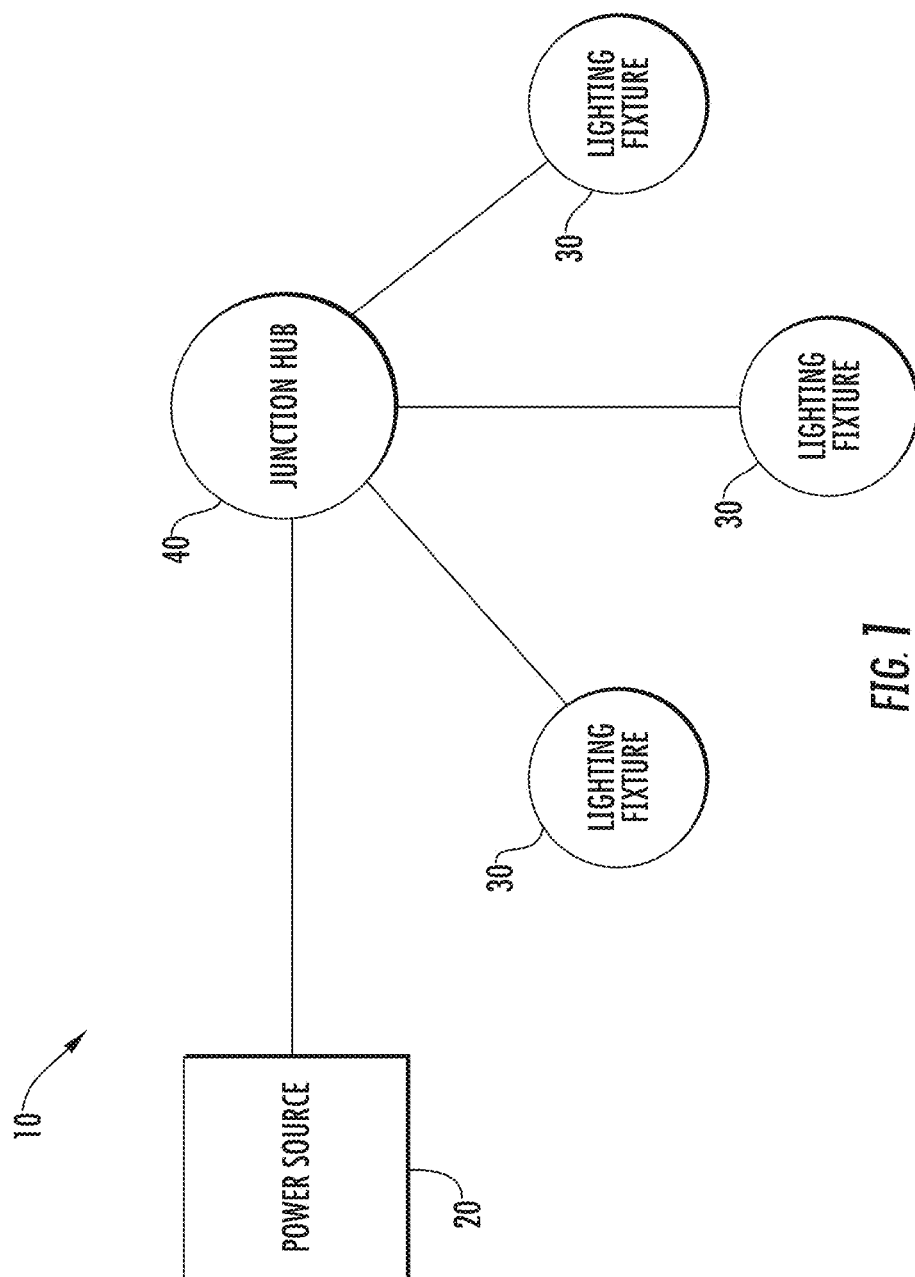 10
POWER SOURCE
20
40
JUNCTION HUB
30
LIGHTING
FIXTURE
30
LIGHTING
FIXTURE
30
LIGHTING
FIXTURE
FIG. 1